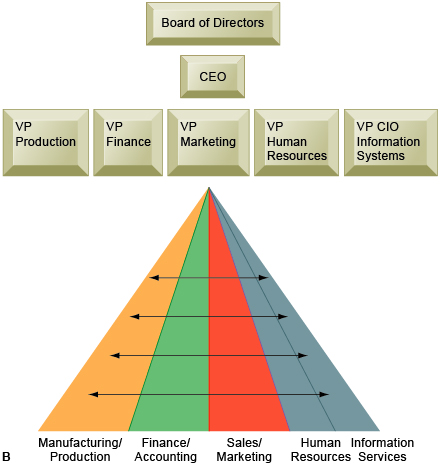 Board of Directors
CEO
VP
Production
VP
Finance
VP
Marketing
VP
Human
Resources
VP CIO
Information
Systems
B
Manufacturing/
Production
Finance/
Accounting
Sales/
Marketing
Human
Resources
Information
Services